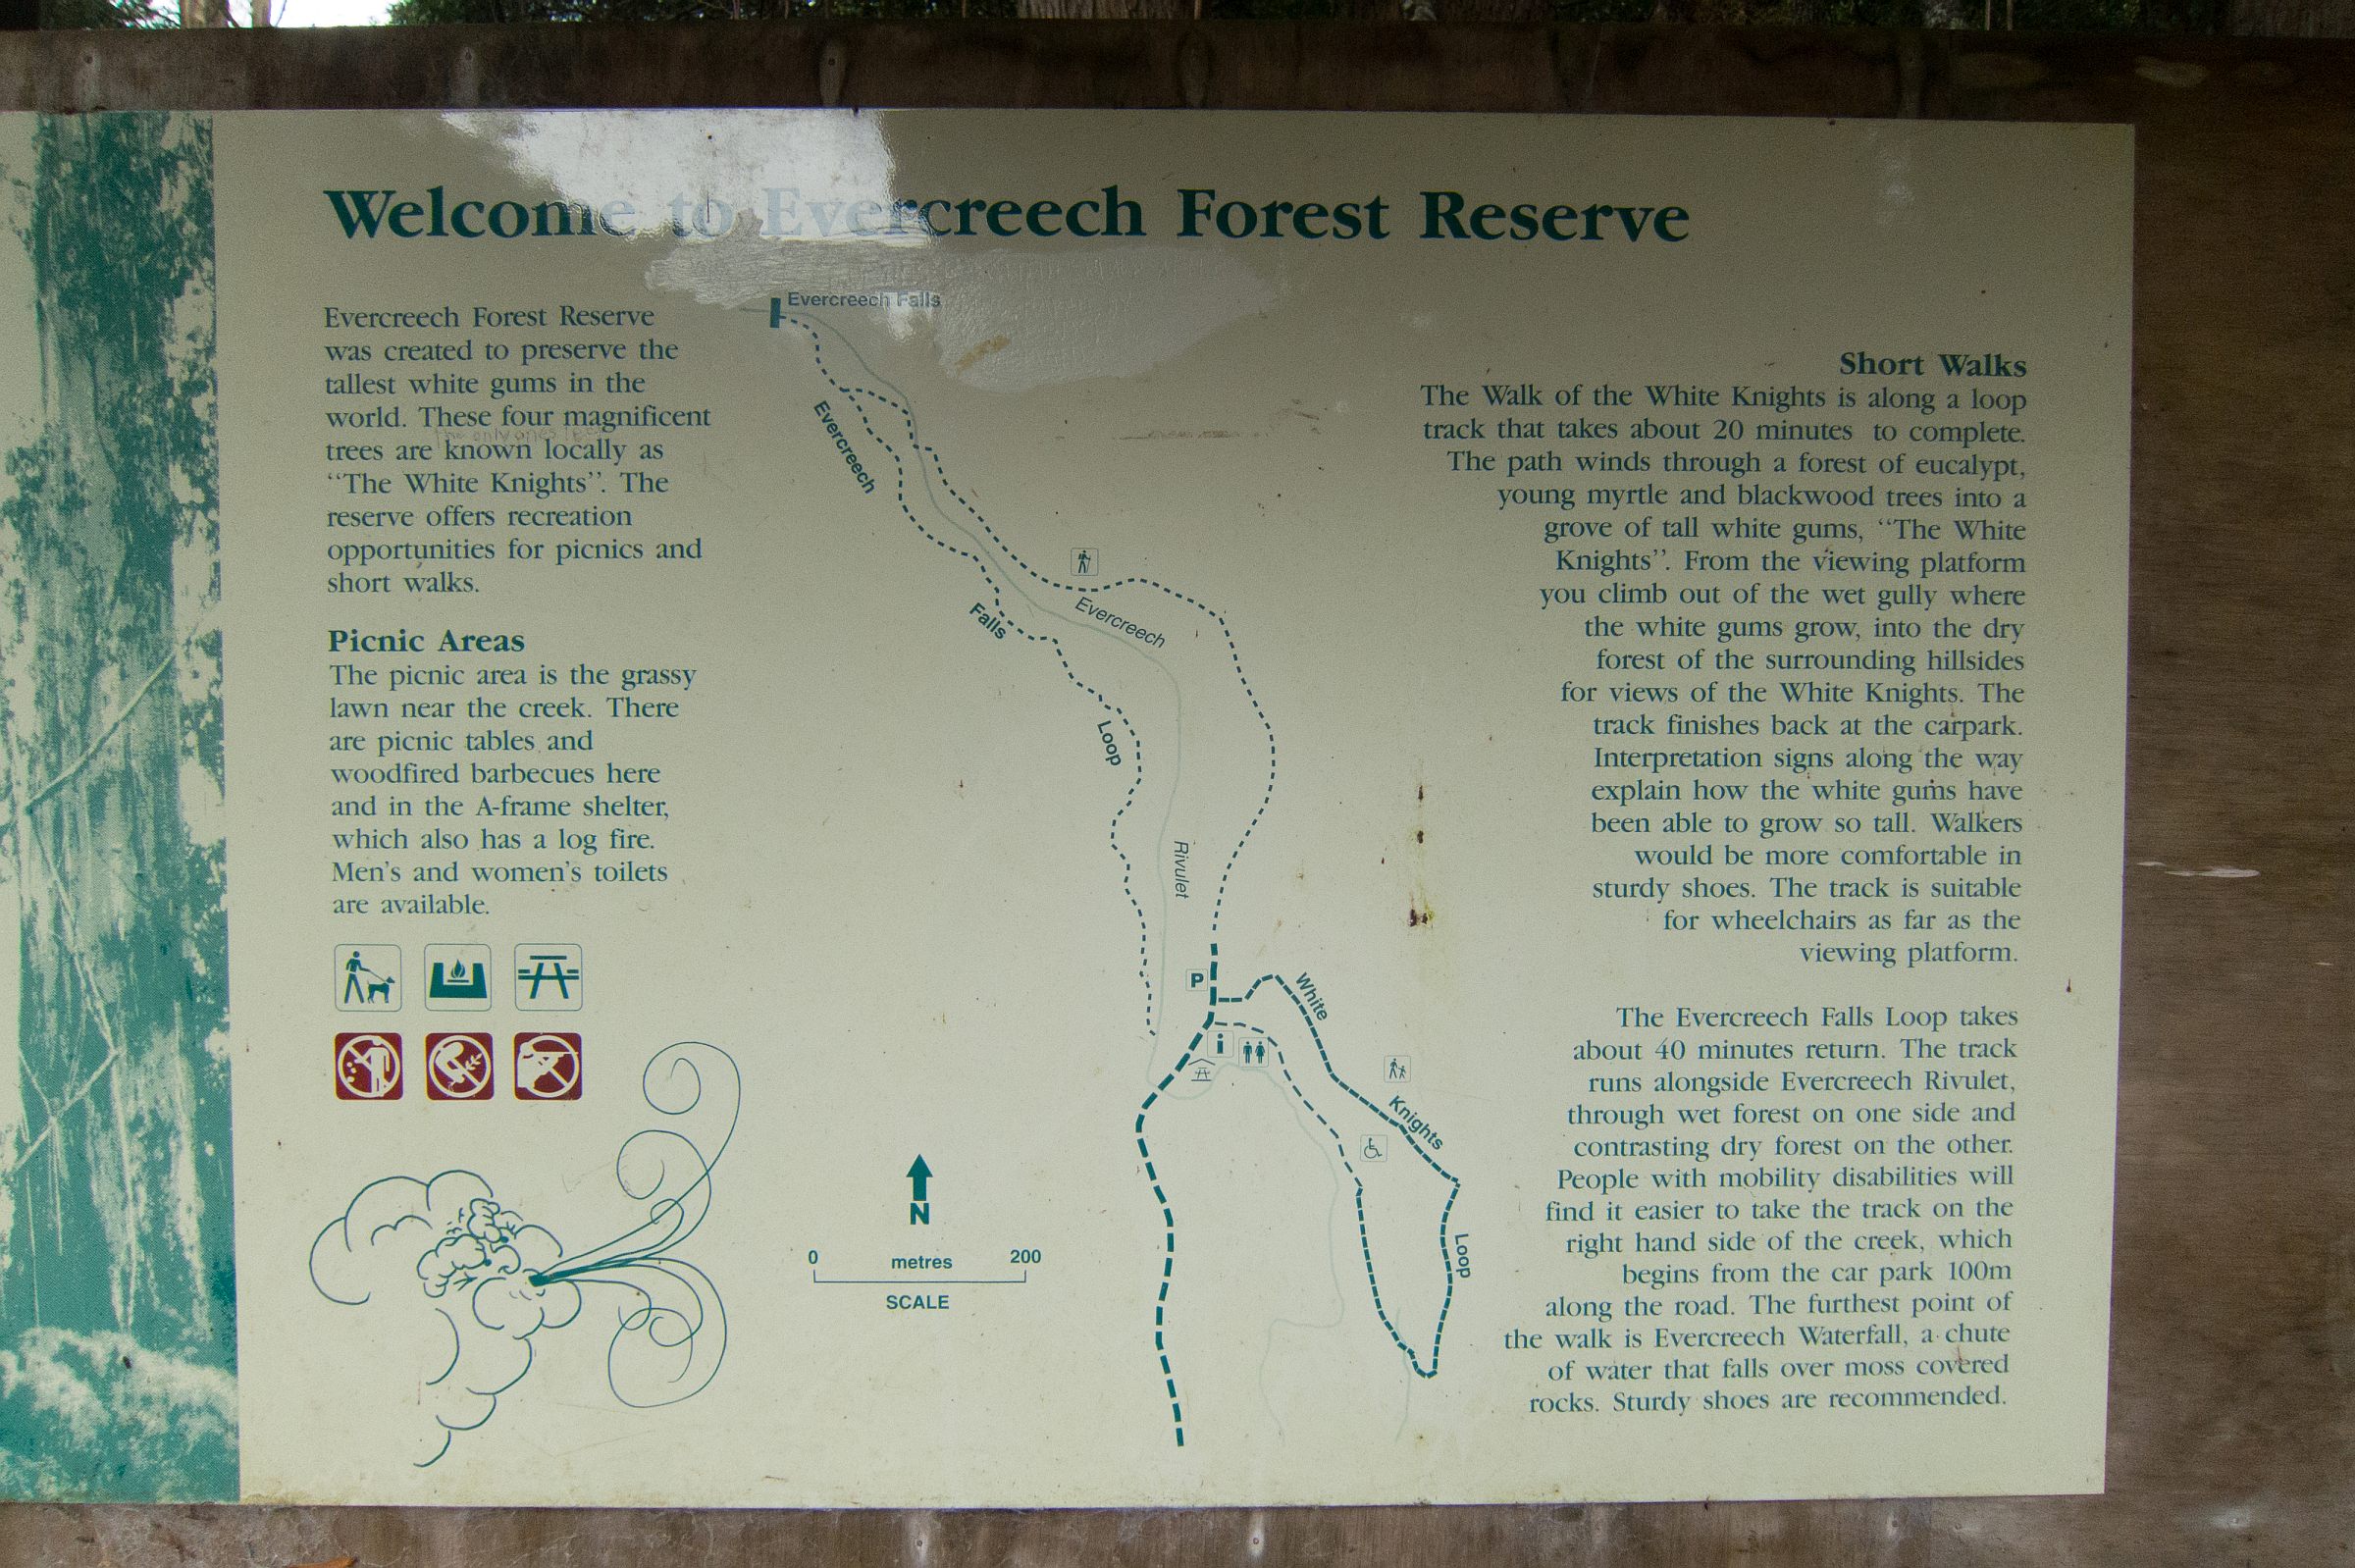 Welcome to Evercreech Forest Reserve
Evercreech Forest Reserve
was created to preserve the
tallest white gums in the
world. These four magnificent
trees are known locally as
“The White Knights”. The
reserve offers recreation
opportunities for picnics and
short walks.
Picnic Areas
The picnic area is the grassy
lawn near the creek. There
are picnic tables and
woodfired barbecues here
and in the A-frame shelter,
which also has a log fire.
Men's and women's toilets
are available.
Evercreech Falls
Evercreech
Falls
Loop
Evercreech
Rivulet
P
i
White
Knights
Loop
N
0 metres 200
SCALE
Short Walks
The Walk of the White Knights is along a loop
track that takes about 20 minutes to complete.
The path winds through a forest of eucalypt,
young myrtle and blackwood trees into a
grove of tall white gums, “The White
Knights”. From the viewing platform
you climb out of the wet gully where
the white gums grow, into the dry
forest of the surrounding hillsides
for views of the White Knights. The
track finishes back at the carpark.
Interpretation signs along the way
explain how the white gums have
been able to grow so tall. Walkers
would be more comfortable in
sturdy shoes. The track is suitable
for wheelchairs as far as the
viewing platform.
The Evercreech Falls Loop takes
about 40 minutes return. The track
runs alongside Evercreech Rivulet,
through wet forest on one side and
contrasting dry forest on the other.
People with mobility disabilities will
find it easier to take the track on the
right hand side of the creek, which
begins from the car park 100m
along the road. The furthest point of
the walk is Evercreech Waterfall, a chute
of water that falls over moss covered
rocks. Sturdy shoes are recommended.